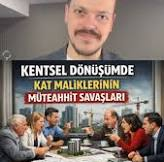 KENTSEL DÖNÜŞÜMDE
KAT MALİKLERİNİN
MÜTEAHHİT SAVAŞLARI